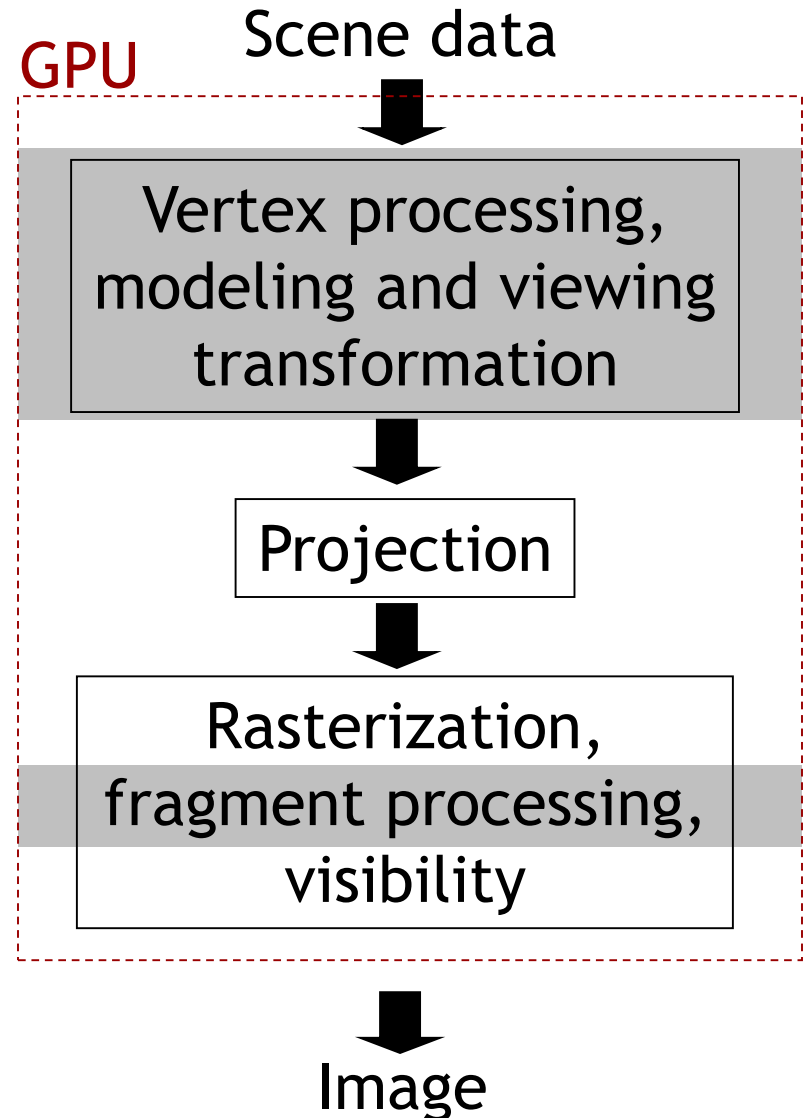 Scene data
GPU
Vertex processing,
modeling and viewing
transformation
Projection
Rasterization,
fragment processing,
visibility
Image